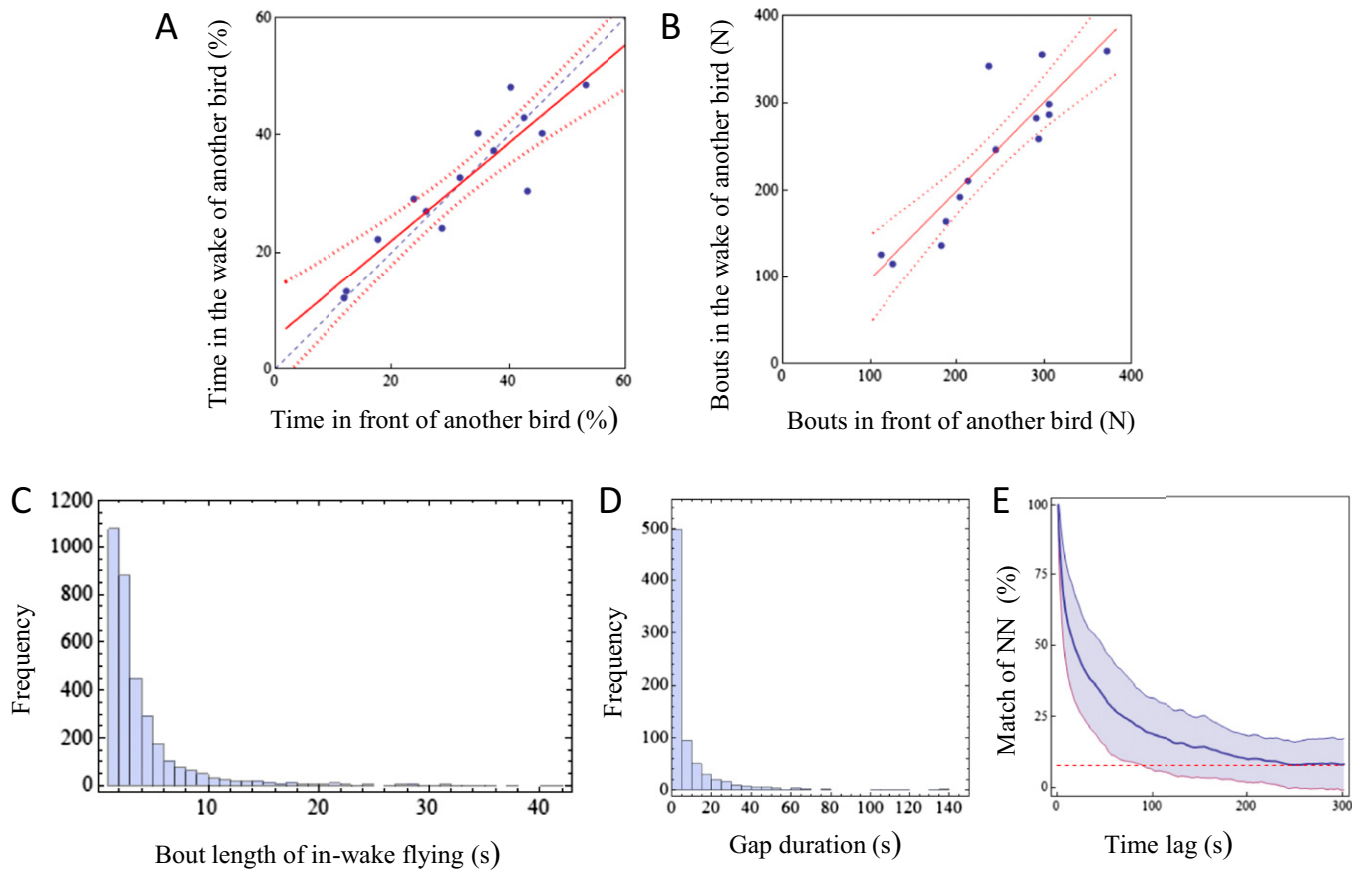 A
Time in the wake of another bird (%)
60
40
20
0
0 20 40 60
Time in front of another bird (%)
B
Bouts in the wake of another bird (N)
400
300
200
100
0
0 100 200 300 400
Bouts in front of another bird (N)
C
Frequency
1200
1000
800
600
400
200
0
10 20 30 40
Bout length of in-wake flying (s)
D
Frequency
500
400
300
200
100
0
0 20 40 60 80 100 120 140
Gap duration (s)
E
Match of NN (%)
100
75
50
25
0
0 100 200 300
Time lag (s)